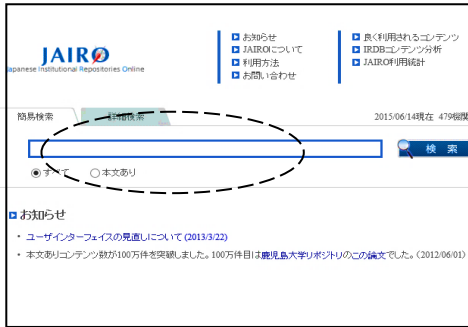 JAIRO
Japanese Institutional Repositories Online
お知らせ
JAIROについて
利用方法
お問い合わせ
良く利用されるコンテンツ
IRDBコンテンツ分析
JAIRO利用統計
簡易検索
詳細検索
2015/06/14現在 479機関
検 索
すべて
本文あり
お知らせ
ユーザインターフェイスの見直しについて (2013/3/22)
本文ありコンテンツ数が100万件を突破しました。100万件目は鹿児島大学リポジトリのこの論文でした。(2012/06/01)